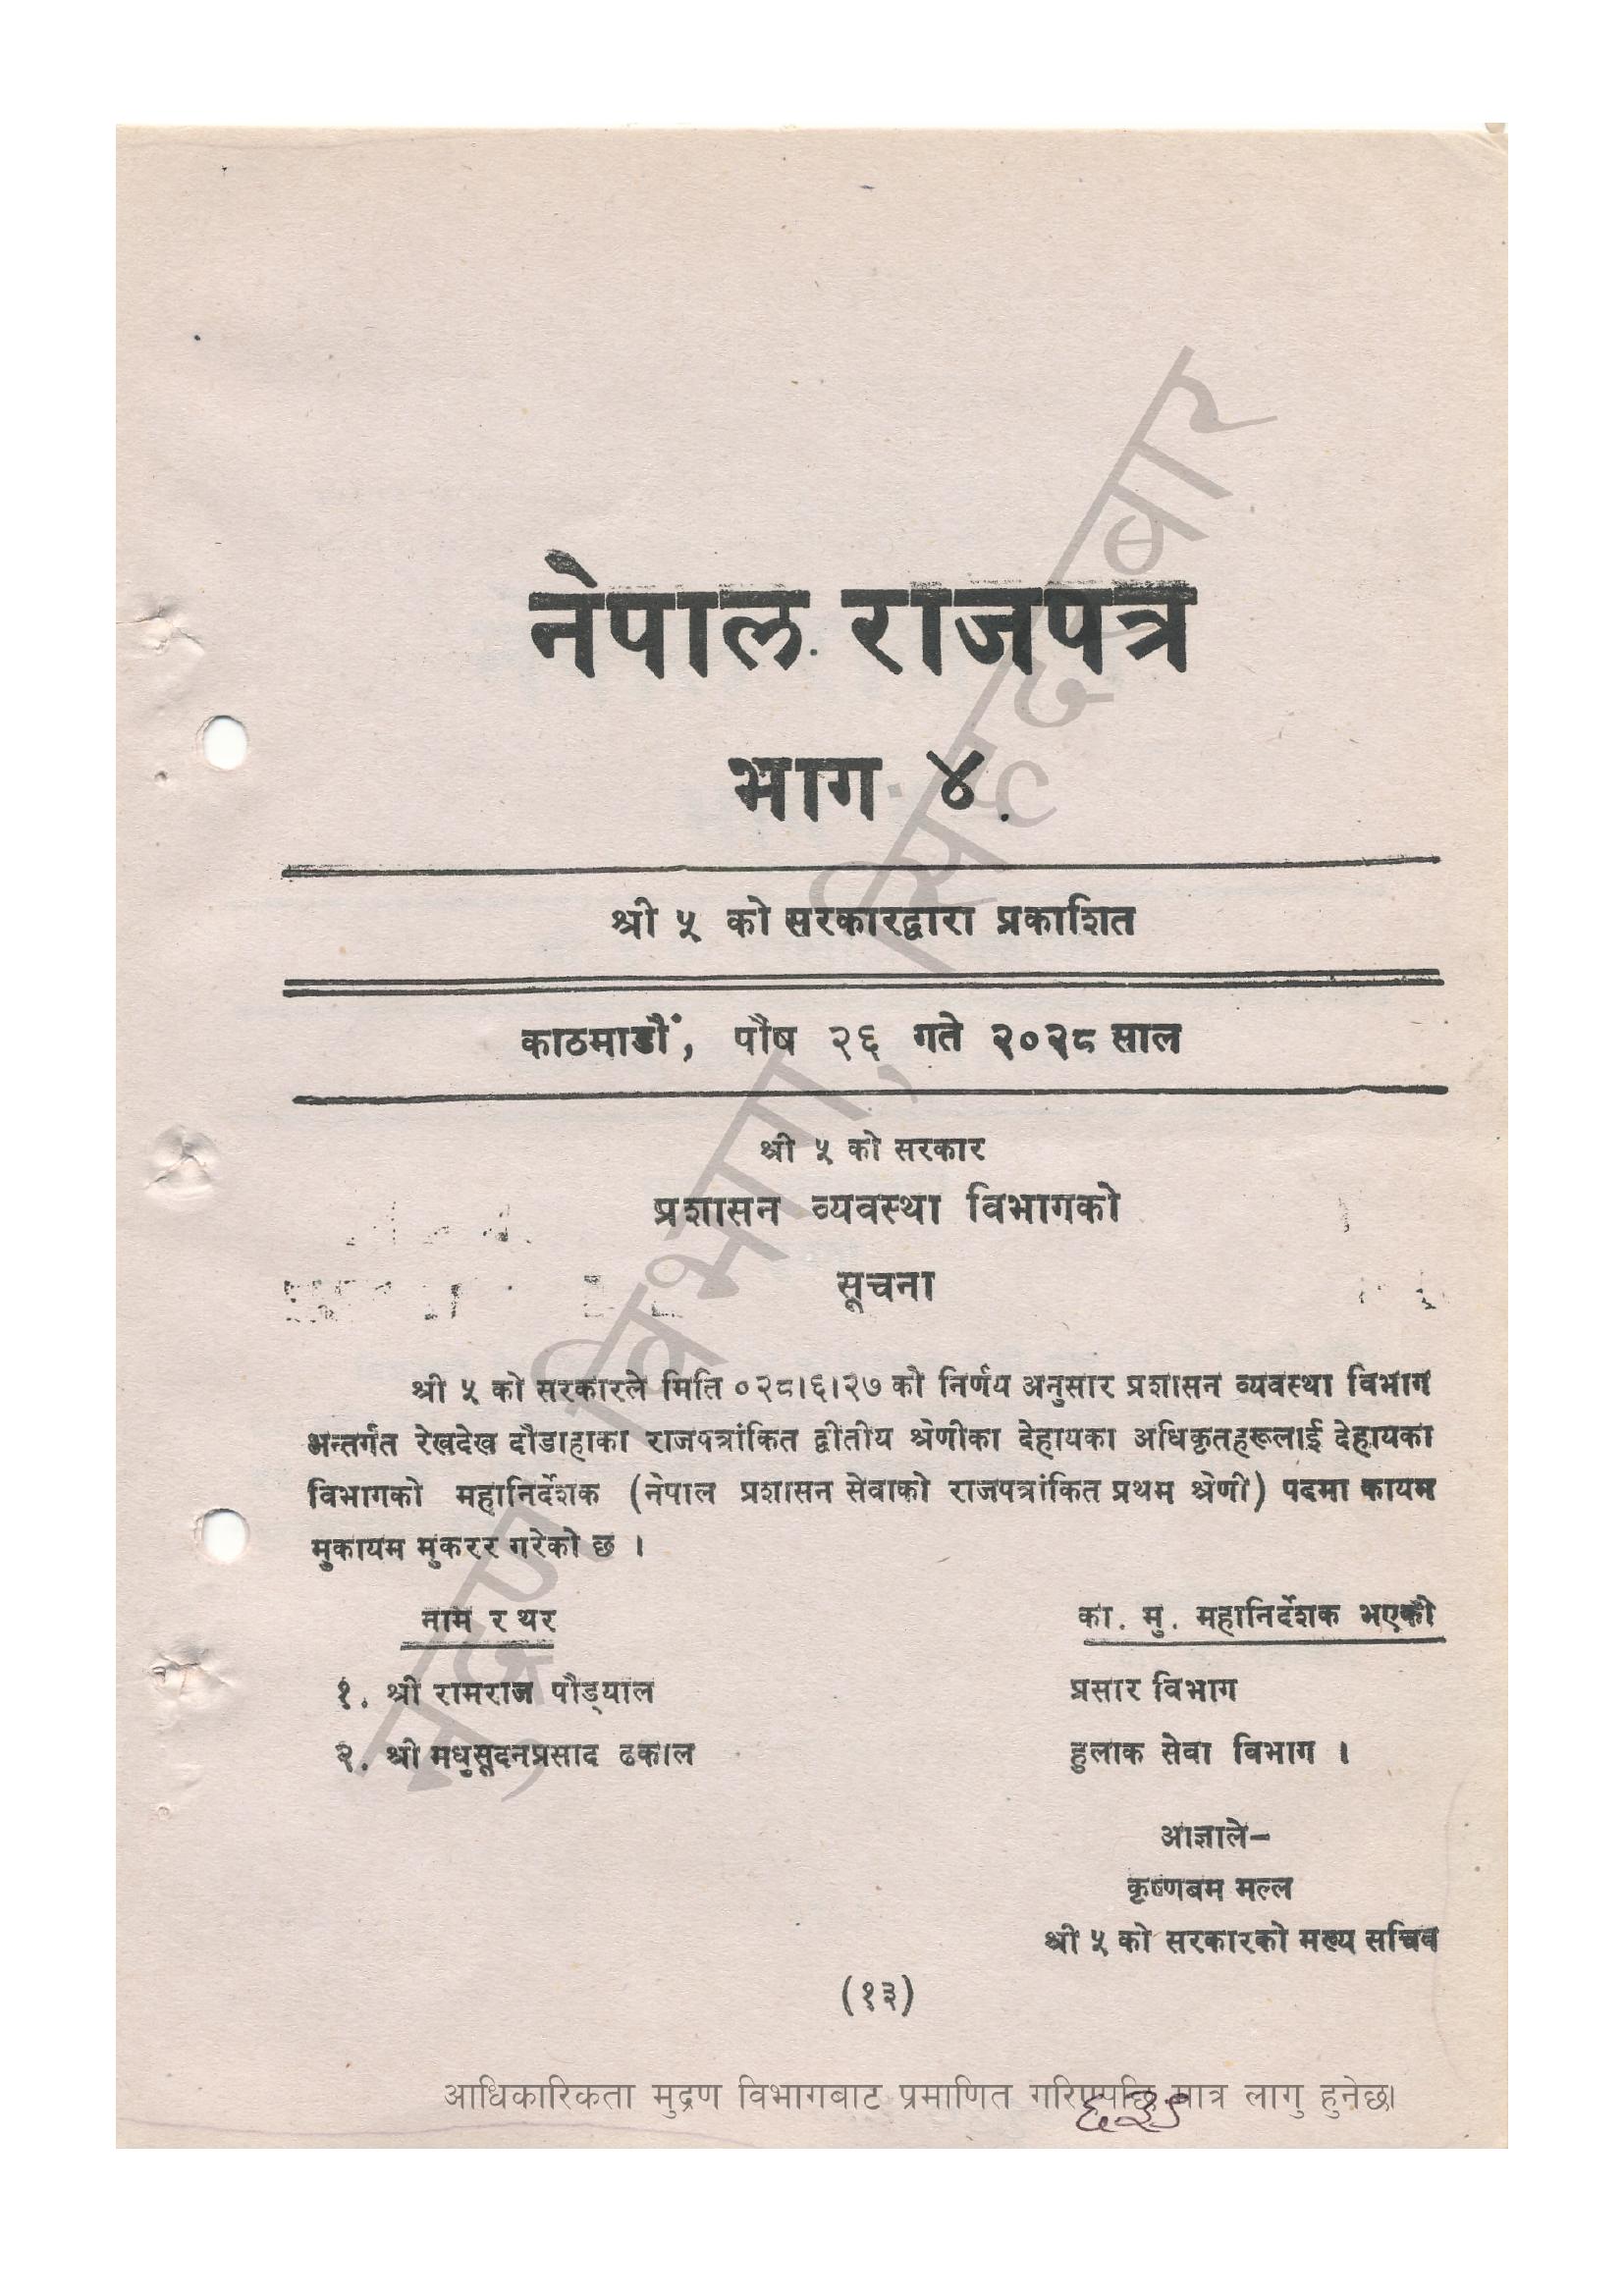 नेपाल राजपत्र
भाग ४
श्री ५ को सरकारद्वारा प्रकाशित
काठमाडौं, पौष २६ गते २०२८ साल
श्री ५ को सरकार
प्रशासन व्यवस्था विभागको
सूचना
श्री ५ को सरकारले मिति ०२८।६।२७ को निर्णय अनुसार प्रशासन व्यवस्था विभाग
अन्तर्गत रेखदेख दौडाहाका राजपत्रांकित द्वीतीय श्रेणीका देहायका अधिकृतहरूलाई देहायका
विभागको महानिर्देशक (नेपाल प्रशासन सेवाको राजपत्रांकित प्रथम श्रेणी) पदमा कायम
मुकायम मुकरर गरेको छ ।
नाम र थर का. मु. महानिर्देशक भएको
१. श्री रामराज पौड्याल प्रसार विभाग
२. श्री मधुसूदनप्रसाद ढकाल हुलाक सेवा विभाग ।
आज्ञाले–
कृष्णबम मल्ल
श्री ५ को सरकारको मख्य सचिव
(१३)
आधिकारिकता मुद्रण विभागबाट प्रमाणित गरिएपछि मात्र लागु हुनेछ।
६३९
मुद्रण विभाग, सिंहदरबार